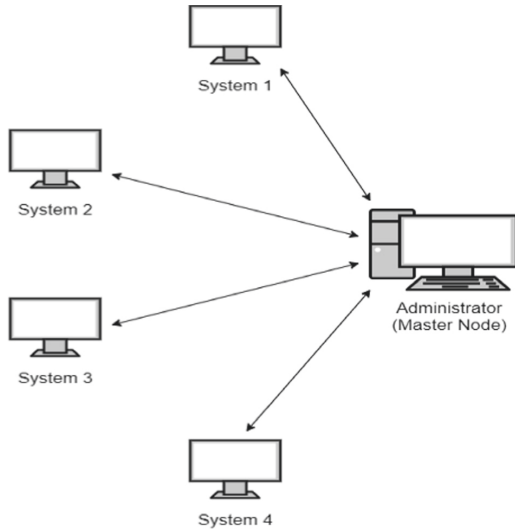 System 1
System 2
Administrator
(Master Node)
System 3
System 4